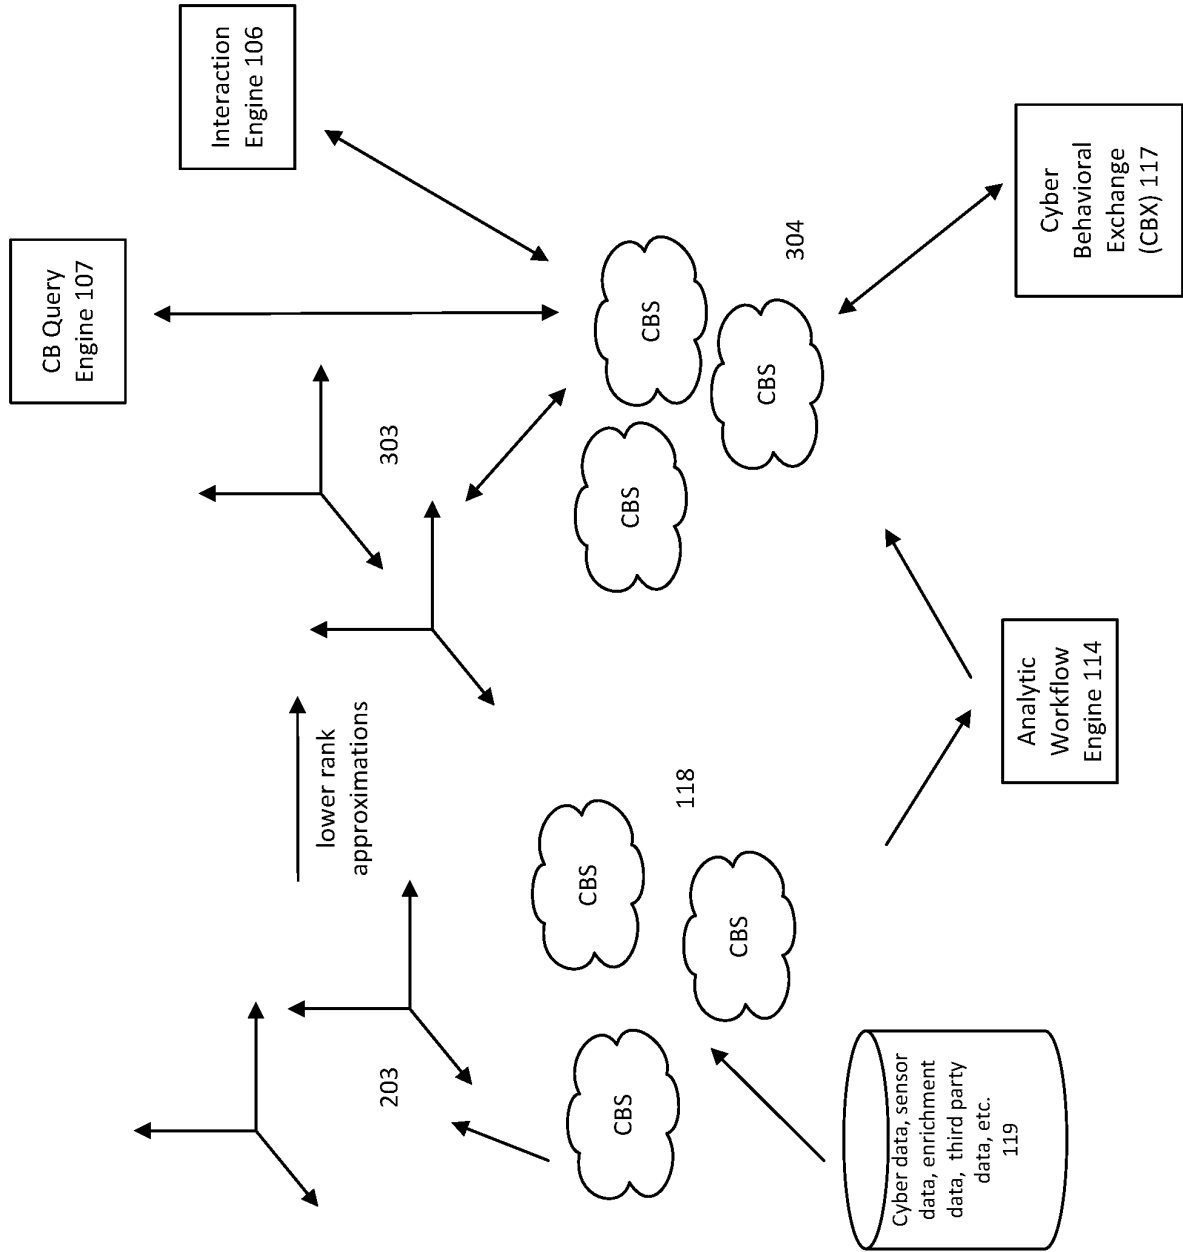 CB Query
Engine 107
Interaction
Engine 106
303
lower rank
approximations
203
CBS
CBS
CBS
118
CBS
CBS
CBS
304
Cyber data, sensor
data, enrichment
data, third party
data, etc.
119
Analytic
Workflow
Engine 114
Cyber
Behavioral
Exchange
(CBX) 117